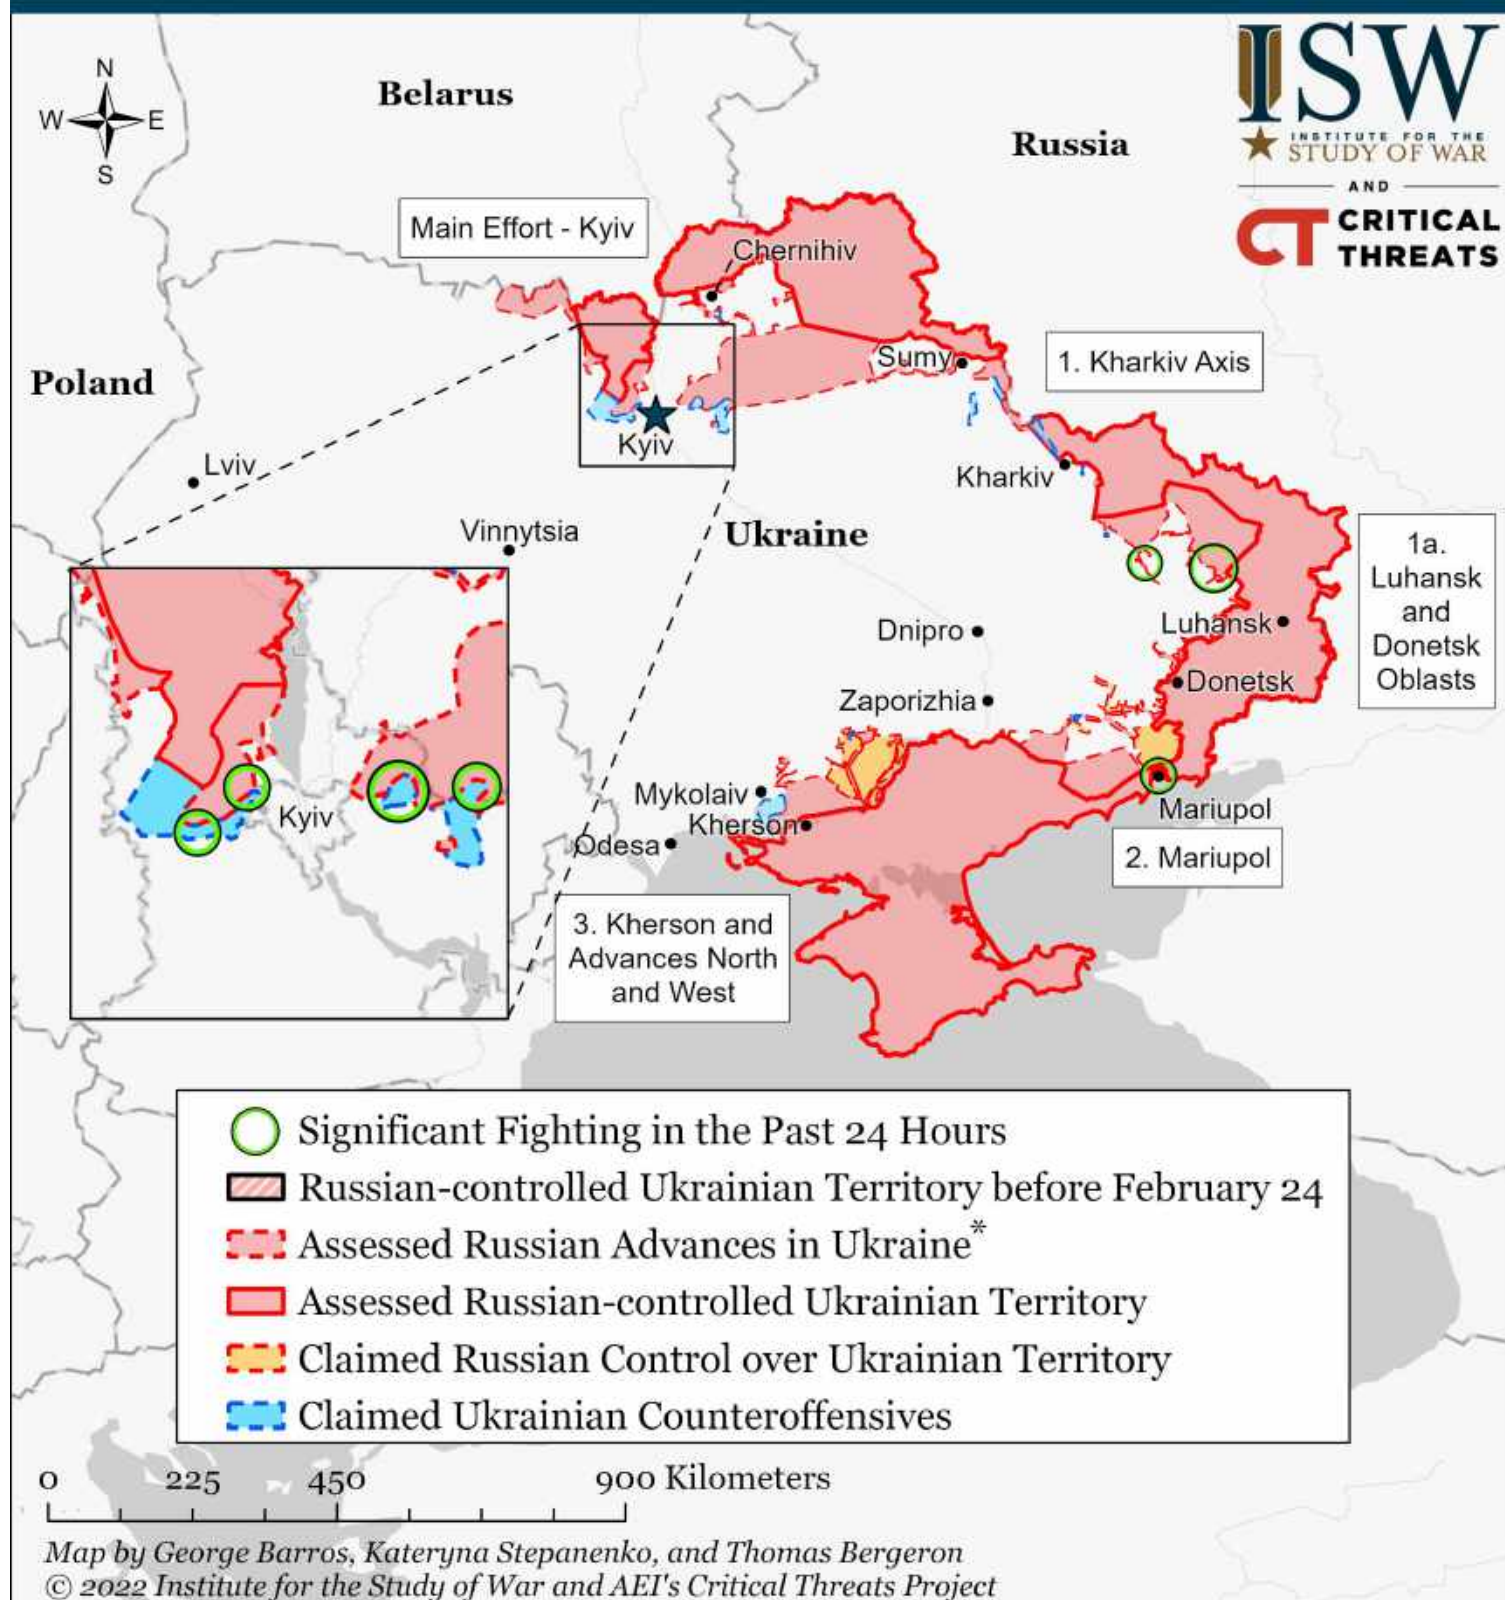 N
W E
S
Belarus
Russia
ISW
INSTITUTE FOR THE
STUDY OF WAR
AND
CT CRITICAL
THREATS
Main Effort - Kyiv
Chernihiv
Sumy
1. Kharkiv Axis
Poland
Kyiv
Lviv
Kharkiv
Vinnytsia
Ukraine
1a.
Luhansk
and
Donetsk
Oblasts
Dnipro
Luhansk
Donetsk
Zaporizhia
Mykolaiv
Kherson
Odesa
Mariupol
2. Mariupol
Kyiv
3. Kherson and
Advances North
and West
Significant Fighting in the Past 24 Hours
Russian-controlled Ukrainian Territory before February 24
Assessed Russian Advances in Ukraine*
Assessed Russian-controlled Ukrainian Territory
Claimed Russian Control over Ukrainian Territory
Claimed Ukrainian Counteroffensives
0 225 450 900 Kilometers
Map by George Barros, Kateryna Stepanenko, and Thomas Bergeron
© 2022 Institute for the Study of War and AEI's Critical Threats Project